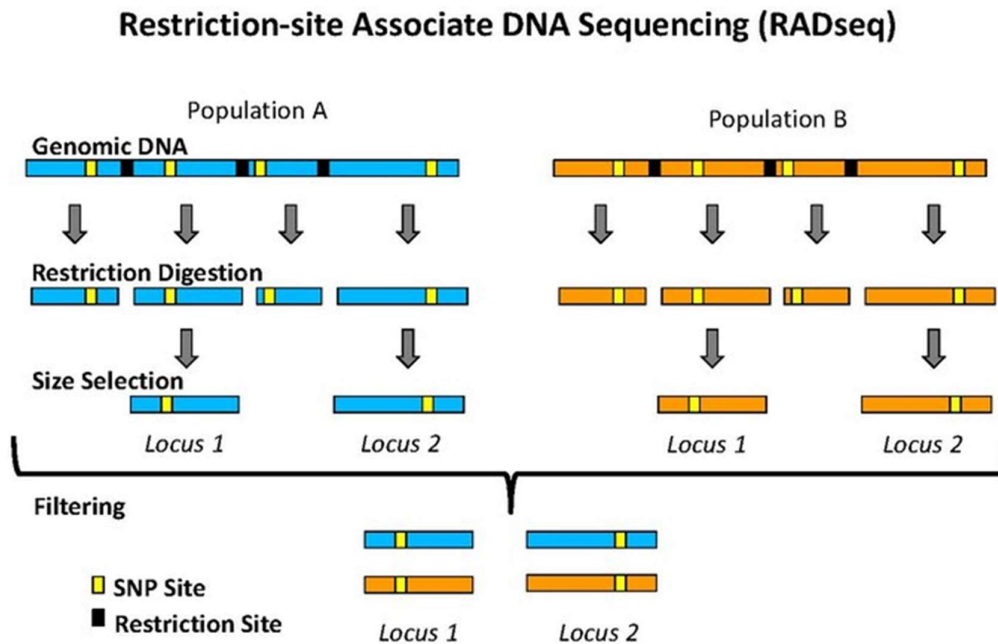 Restriction-site Associate DNA Sequencing (RADseq)
Population A
Population B
Genomic DNA
Restriction Digestion
Size Selection
Locus 1
Locus 2
Locus 1
Locus 2
Filtering
SNP Site
Restriction Site
Locus 1
Locus 2